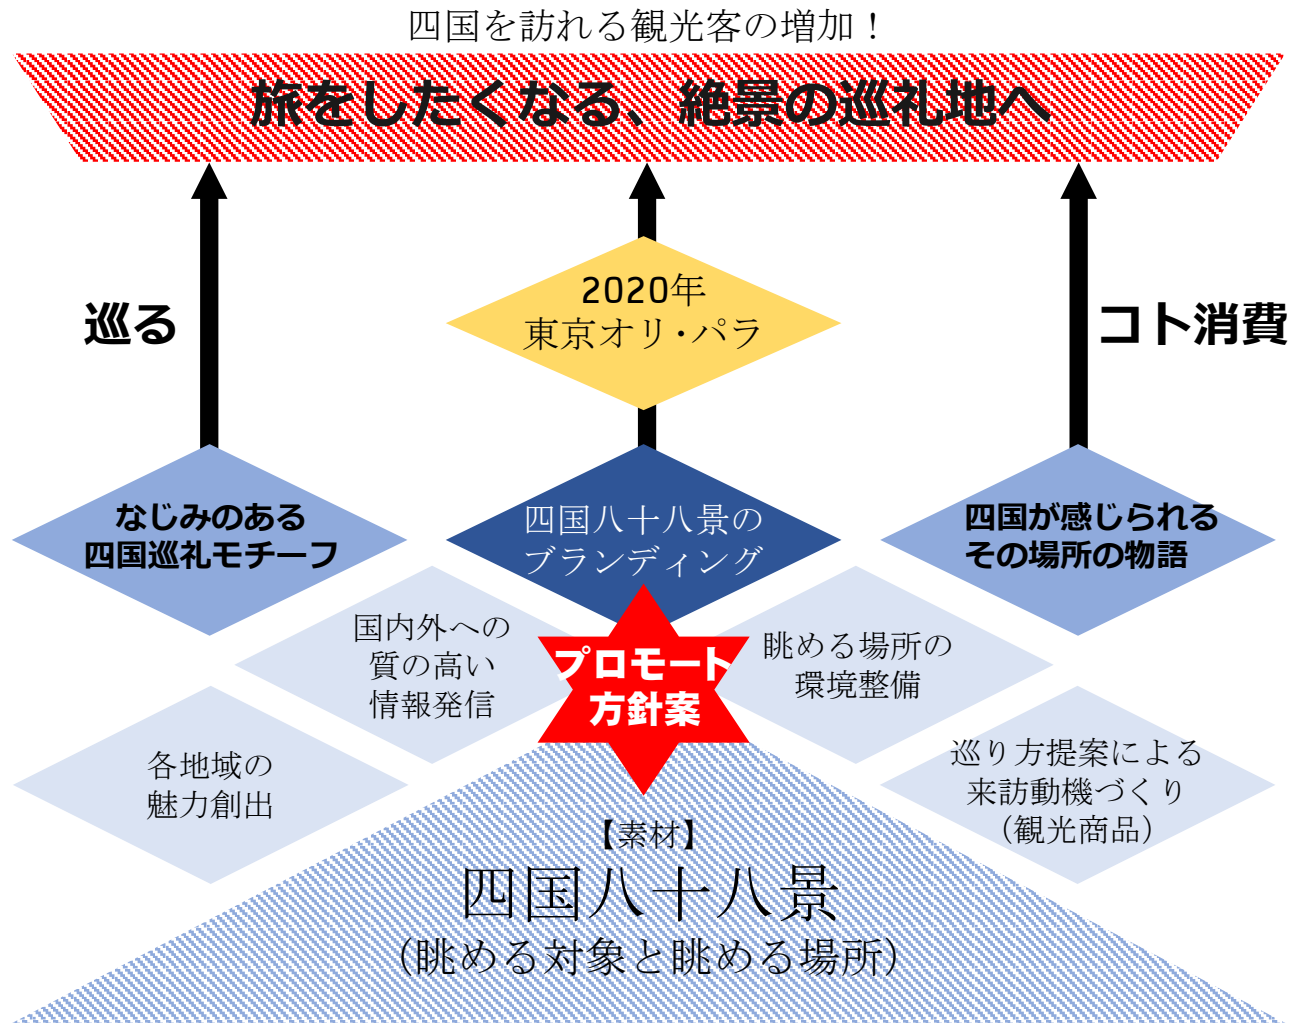 四国を訪れる観光客の増加！
旅をしたくなる、絶景の巡礼地へ
巡る
2020年
東京オリ・パラ
コト消費
なじみのある
四国巡礼モチーフ
四国八十八景の
ブランディング
四国が感じられる
その場所の物語
国内外への
質の高い
情報発信
プロモート
方針案
眺める場所の
環境整備
各地域の
魅力創出
巡り方提案による
来訪動機づくり
（観光商品）
【素材】
四国八十八景
（眺める対象と眺める場所）